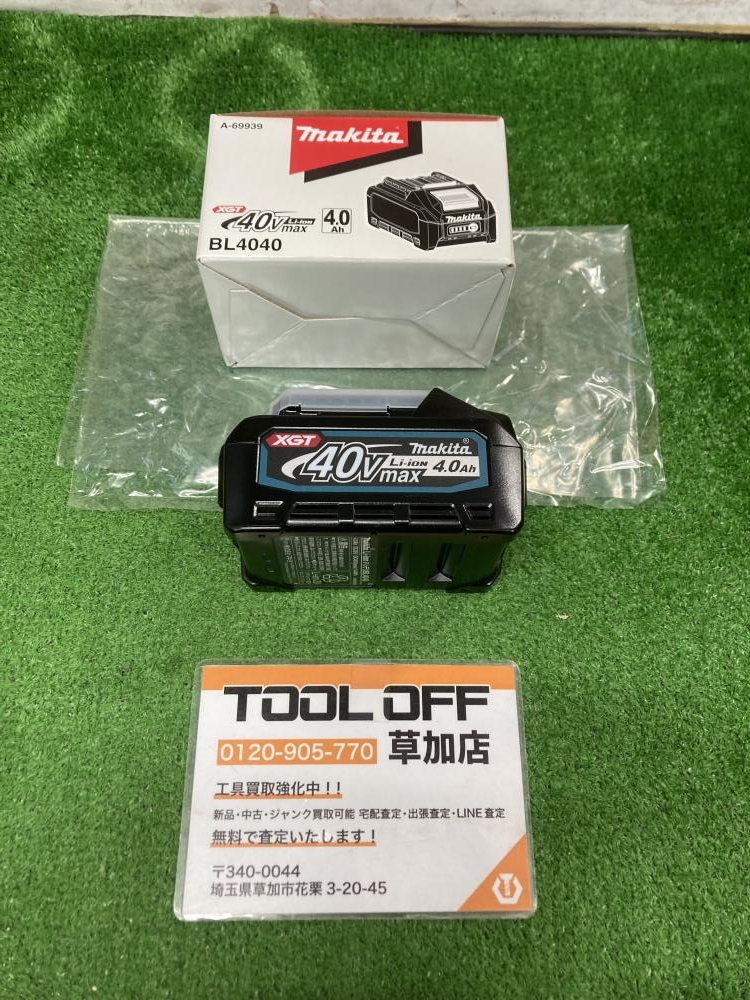 A-69939
makita
XGT
40Vmax Li-ion 4.0 Ah
makita
BL4040
XGT
makita®
40Vmax Li-ion 4.0Ah
TOOL OFF
0120-905-770 草加店
工具買取強化中！！
新品・中古・ジャンク買取可能 宅配査定・出張査定・LINE査定
無料で査定いたします！
〒340-0044
埼玉県草加市花栗 3-20-45